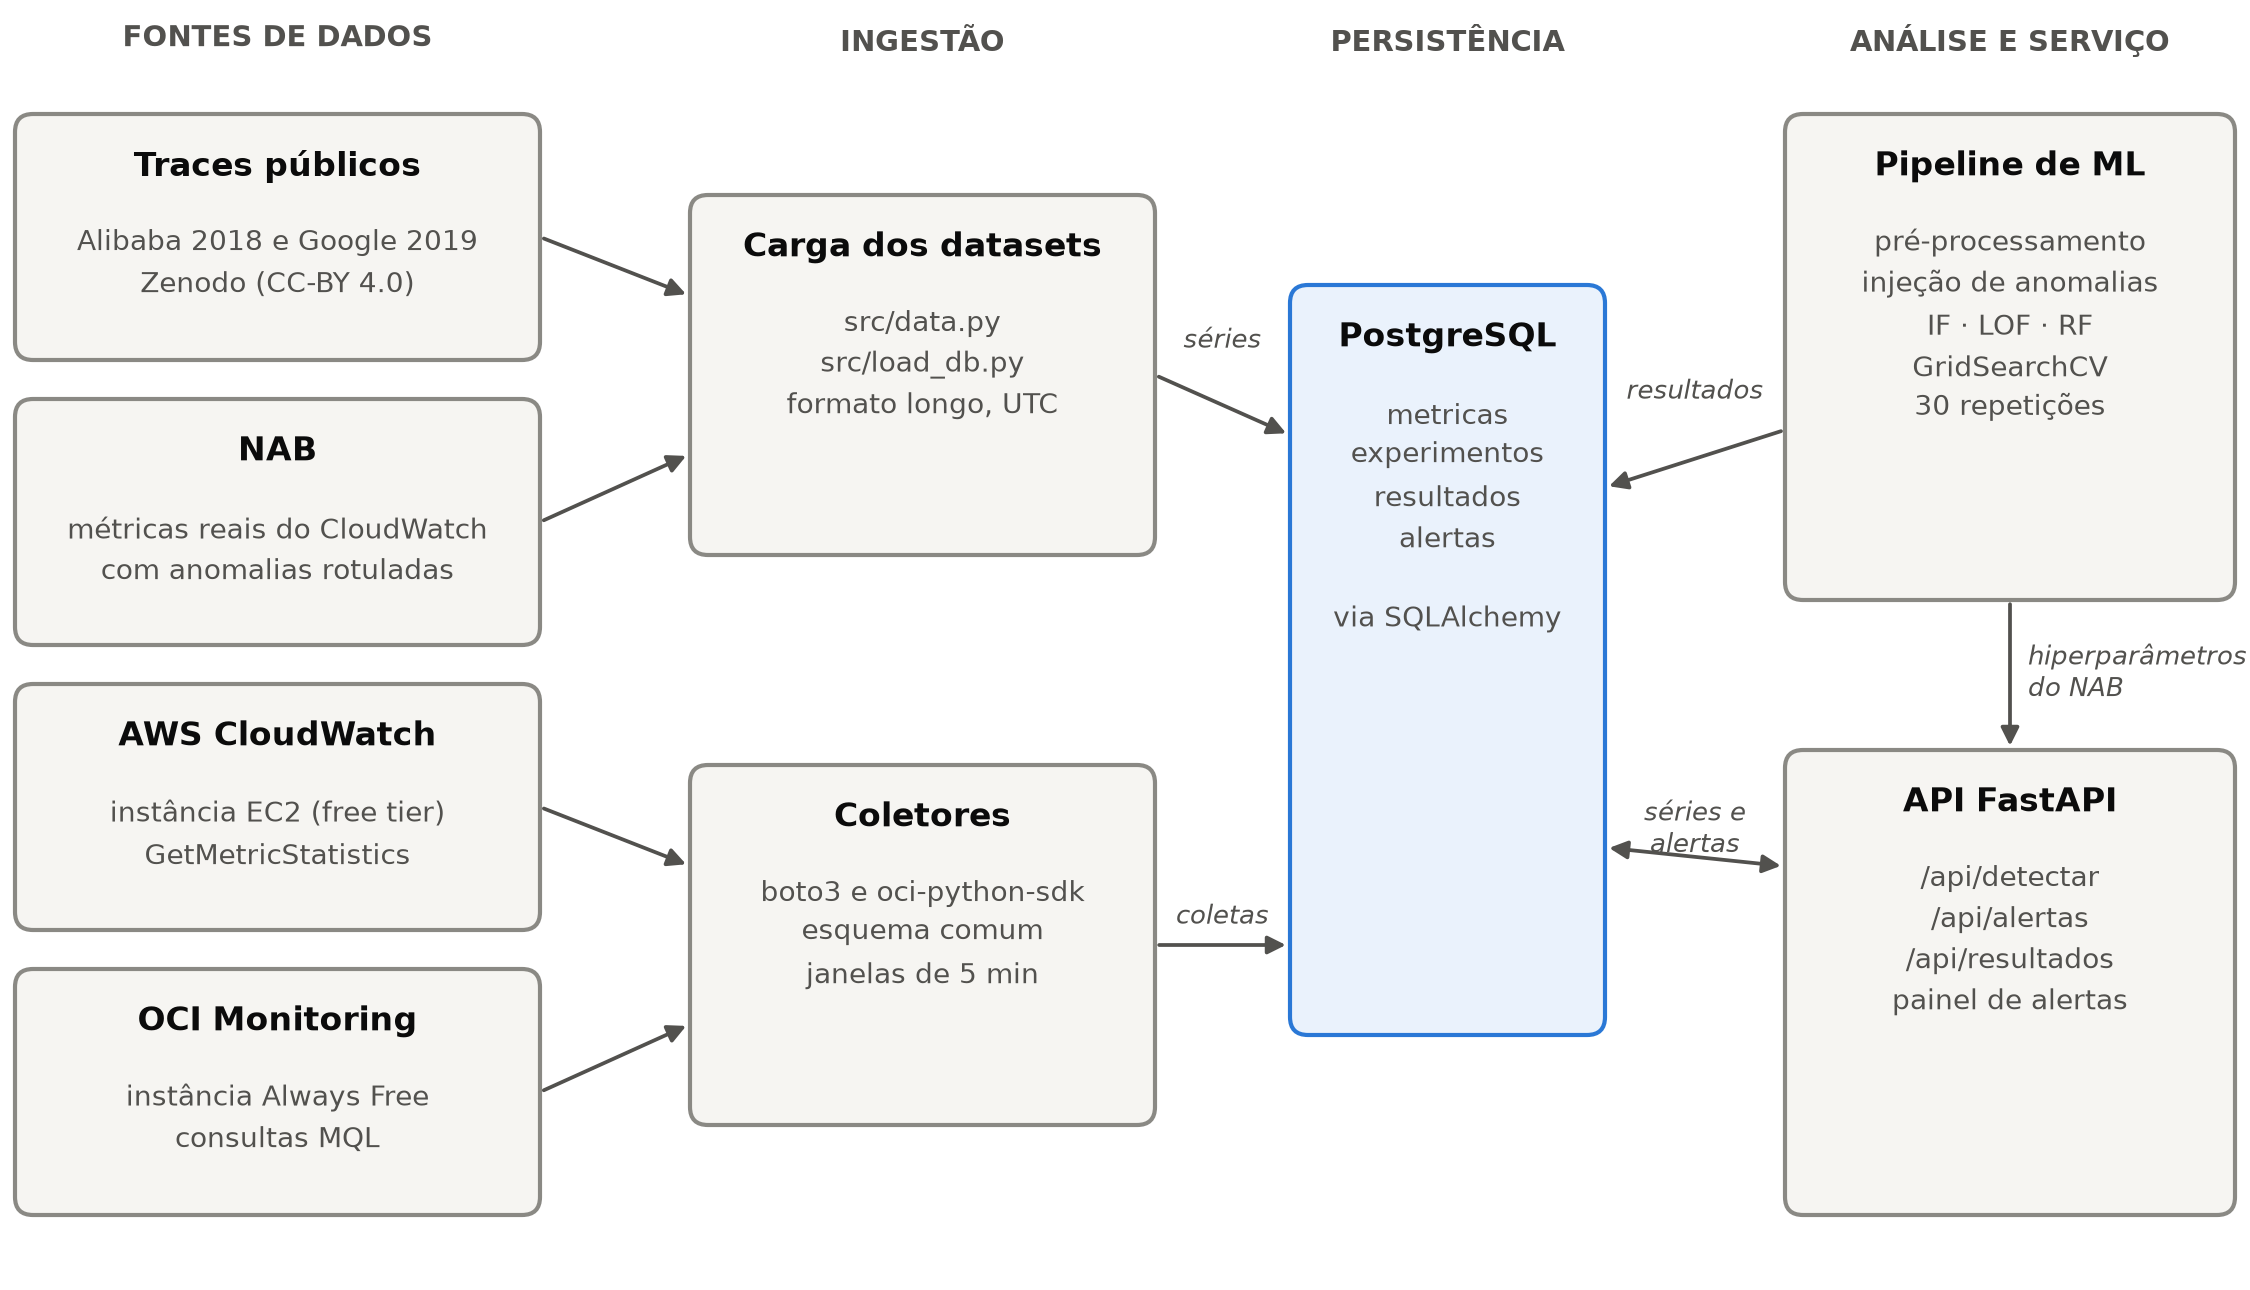 FONTES DE DADOS
INGESTÃO
PERSISTÊNCIA
ANÁLISE E SERVIÇO
Traces públicos
Alibaba 2018 e Google 2019
Zenodo (CC-BY 4.0)
NAB
métricas reais do CloudWatch
com anomalias rotuladas
AWS CloudWatch
instância EC2 (free tier)
GetMetricStatistics
OCI Monitoring
instância Always Free
consultas MQL
Carga dos datasets
src/data.py
src/load_db.py
formato longo, UTC
Coletores
boto3 e oci-python-sdk
esquema comum
janelas de 5 min
séries
coletas
PostgreSQL
metricas
experimentos
resultados
alertas
via SQLAlchemy
resultados
séries e
alertas
Pipeline de ML
pré-processamento
injeção de anomalias
IF · LOF · RF
GridSearchCV
30 repetições
hiperparâmetros
do NAB
API FastAPI
/api/detectar
/api/alertas
/api/resultados
painel de alertas